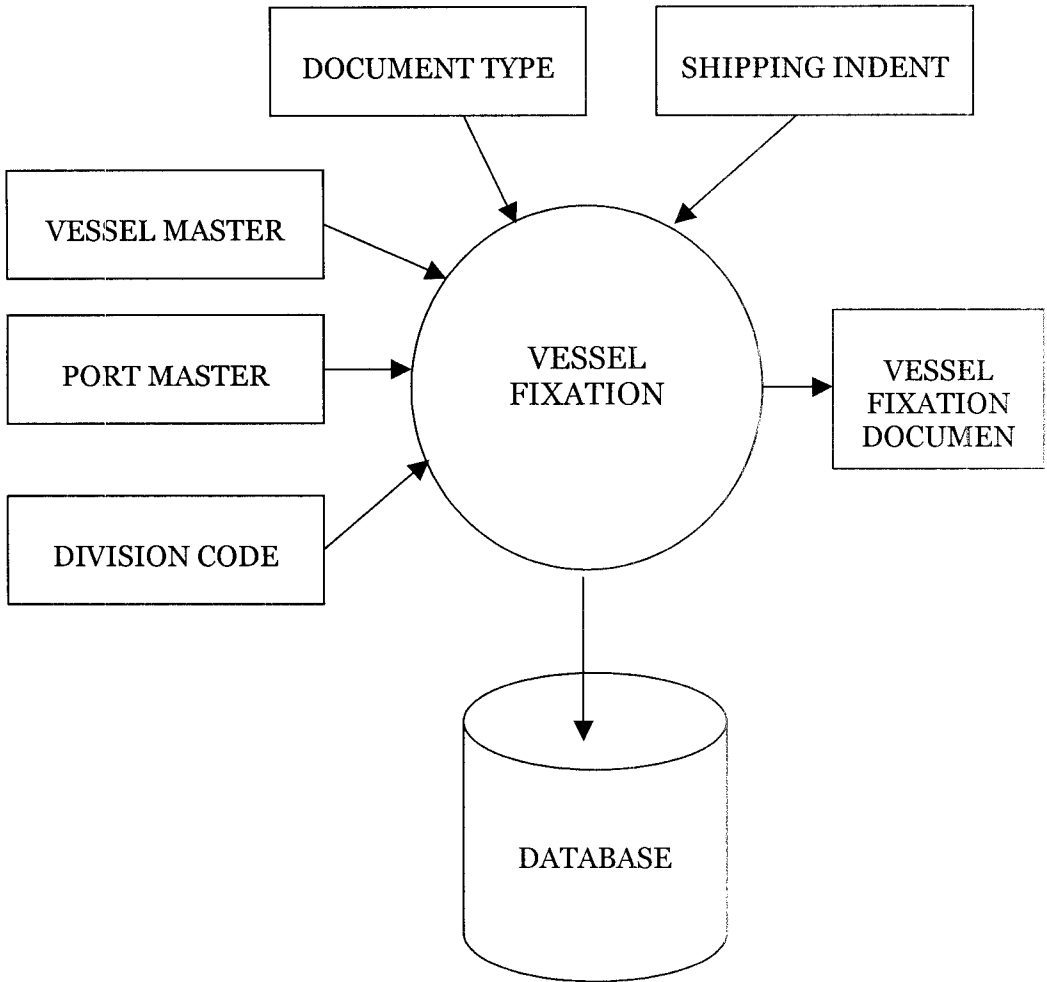 DOCUMENT TYPE
SHIPPING INDENT
VESSEL MASTER
PORT MASTER
DIVISION CODE
VESSEL
FIXATION
VESSEL
FIXATION
DOCUMEN
DATABASE